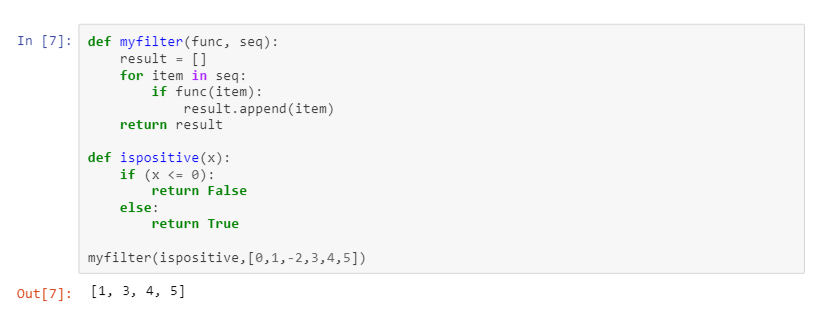 In [7]: def myfilter(func, seq):
    result = []
    for item in seq:
        if func(item):
            result.append(item)
    return result

def ispositive(x):
    if (x <= 0):
        return False
    else:
        return True

myfilter(ispositive,[0,1,-2,3,4,5])
Out[7]: [1, 3, 4, 5]